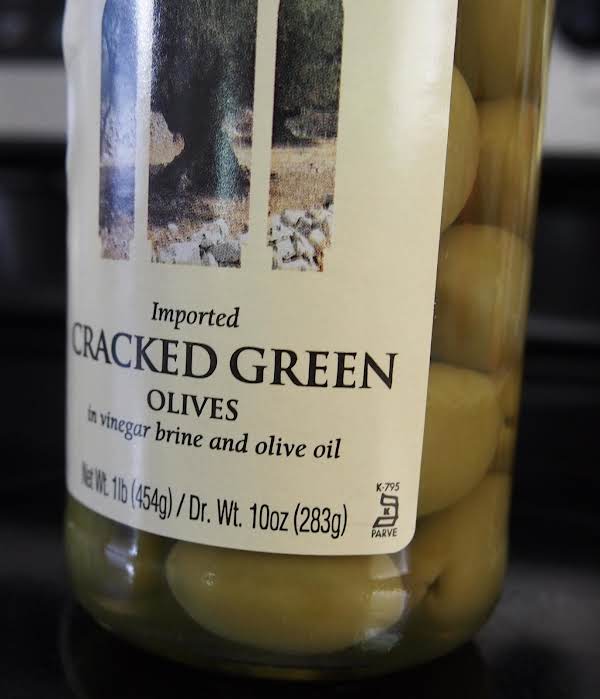 Imported
CRACKED GREEN
OLIVES
in vinegar brine and olive oil
Net Wt. 1lb (454g) / Dr. Wt. 10oz (283g)
K-795
K
PARVE